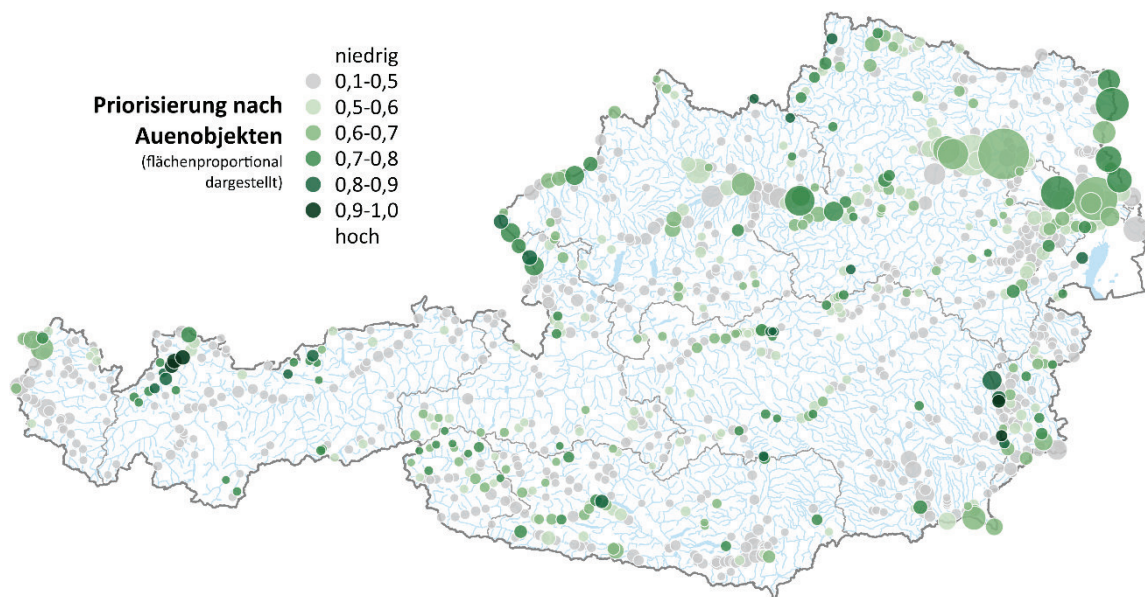 Priorisierung nach
Auenobjekten
(flächenproportional
dargestellt)
niedrig
0,1-0,5
0,5-0,6
0,6-0,7
0,7-0,8
0,8-0,9
0,9-1,0
hoch